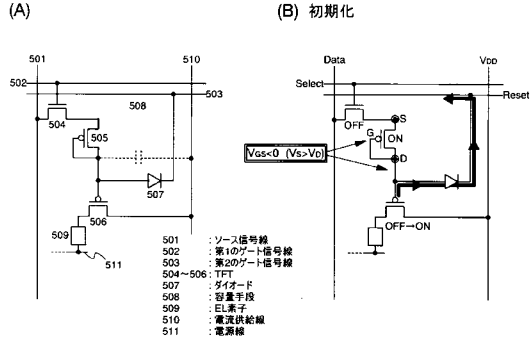 (A)
501
510
502
503
508
504
505
507
506
509
511
501 : ソース信号線
502 : 第1のゲート信号線
503 : 第2のゲート信号線
504～506 : TFT
507 : ダイオード
508 : 容量手段
509 : EL素子
510 : 電流供給線
511 : 電源線
(B) 初期化
Data
VDD
Select
Reset
OFF
S
G
ON
VGS<0 (VS>VD)
D
OFF→ON